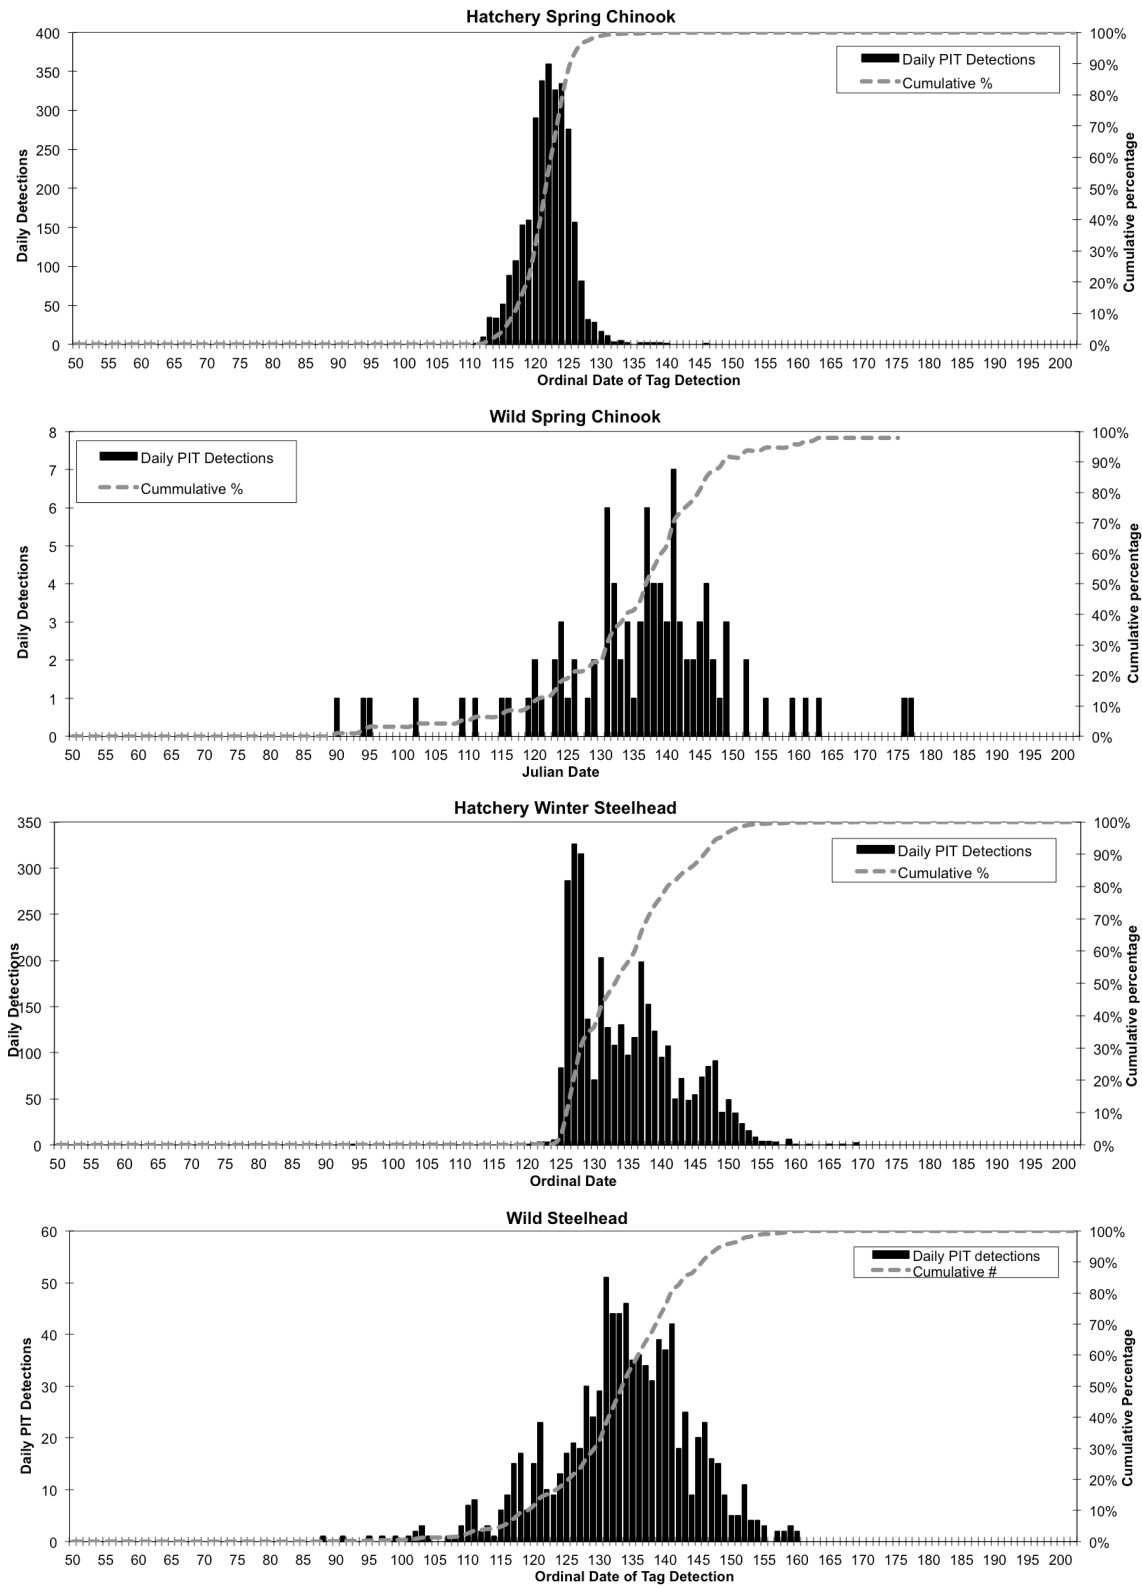 Hatchery Spring Chinook
400
350
300
250
200
150
100
50
0
Daily Detections
100%
90%
80%
70%
60%
50%
40%
30%
20%
10%
0%
Cumulative percentage
Daily PIT Detections
Cumulative %
50 55 60 65 70 75 80 85 90 95 100 105 110 115 120 125 130 135 140 145 150 155 160 165 170 175 180 185 190 195 200
Ordinal Date of Tag Detection
Wild Spring Chinook
8
7
6
5
4
3
2
1
0
Daily Detections
100%
90%
80%
70%
60%
50%
40%
30%
20%
10%
0%
Cumulative percentage
Daily PIT Detections
Cummulative %
50 55 60 65 70 75 80 85 90 95 100 105 110 115 120 125 130 135 140 145 150 155 160 165 170 175 180 185 190 195 200
Julian Date
Hatchery Winter Steelhead
350
300
250
200
150
100
50
0
Daily Detections
100%
90%
80%
70%
60%
50%
40%
30%
20%
10%
0%
Cumulative percentage
Daily PIT Detections
Cumulative %
50 55 60 65 70 75 80 85 90 95 100 105 110 115 120 125 130 135 140 145 150 155 160 165 170 175 180 185 190 195 200
Ordinal Date
Wild Steelhead
60
50
40
30
20
10
0
Daily PIT Detections
100%
90%
80%
70%
60%
50%
40%
30%
20%
10%
0%
Cumulative Percentage
Daily PIT detections
Cumulative #
50 55 60 65 70 75 80 85 90 95 100 105 110 115 120 125 130 135 140 145 150 155 160 165 170 175 180 185 190 195 200
Ordinal Date of Tag Detection